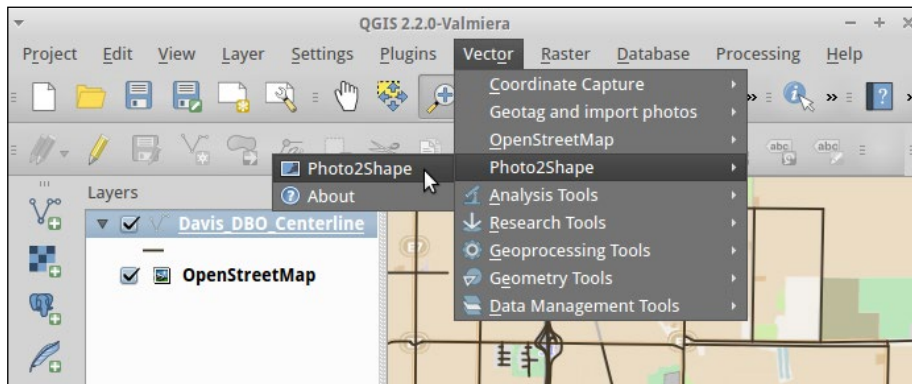 QGIS 2.2.0-Valmiera
Project Edit View Layer Settings Plugins Vector Raster Database Processing Help
Coordinate Capture
Geotag and import photos
OpenStreetMap
abc abc
Photo2Shape Photo2Shape
About Analysis Tools
Layers
Research Tools
Davis_DBO_Centerline
Geoprocessing Tools
OpenStreetMap
Geometry Tools
Data Management Tools